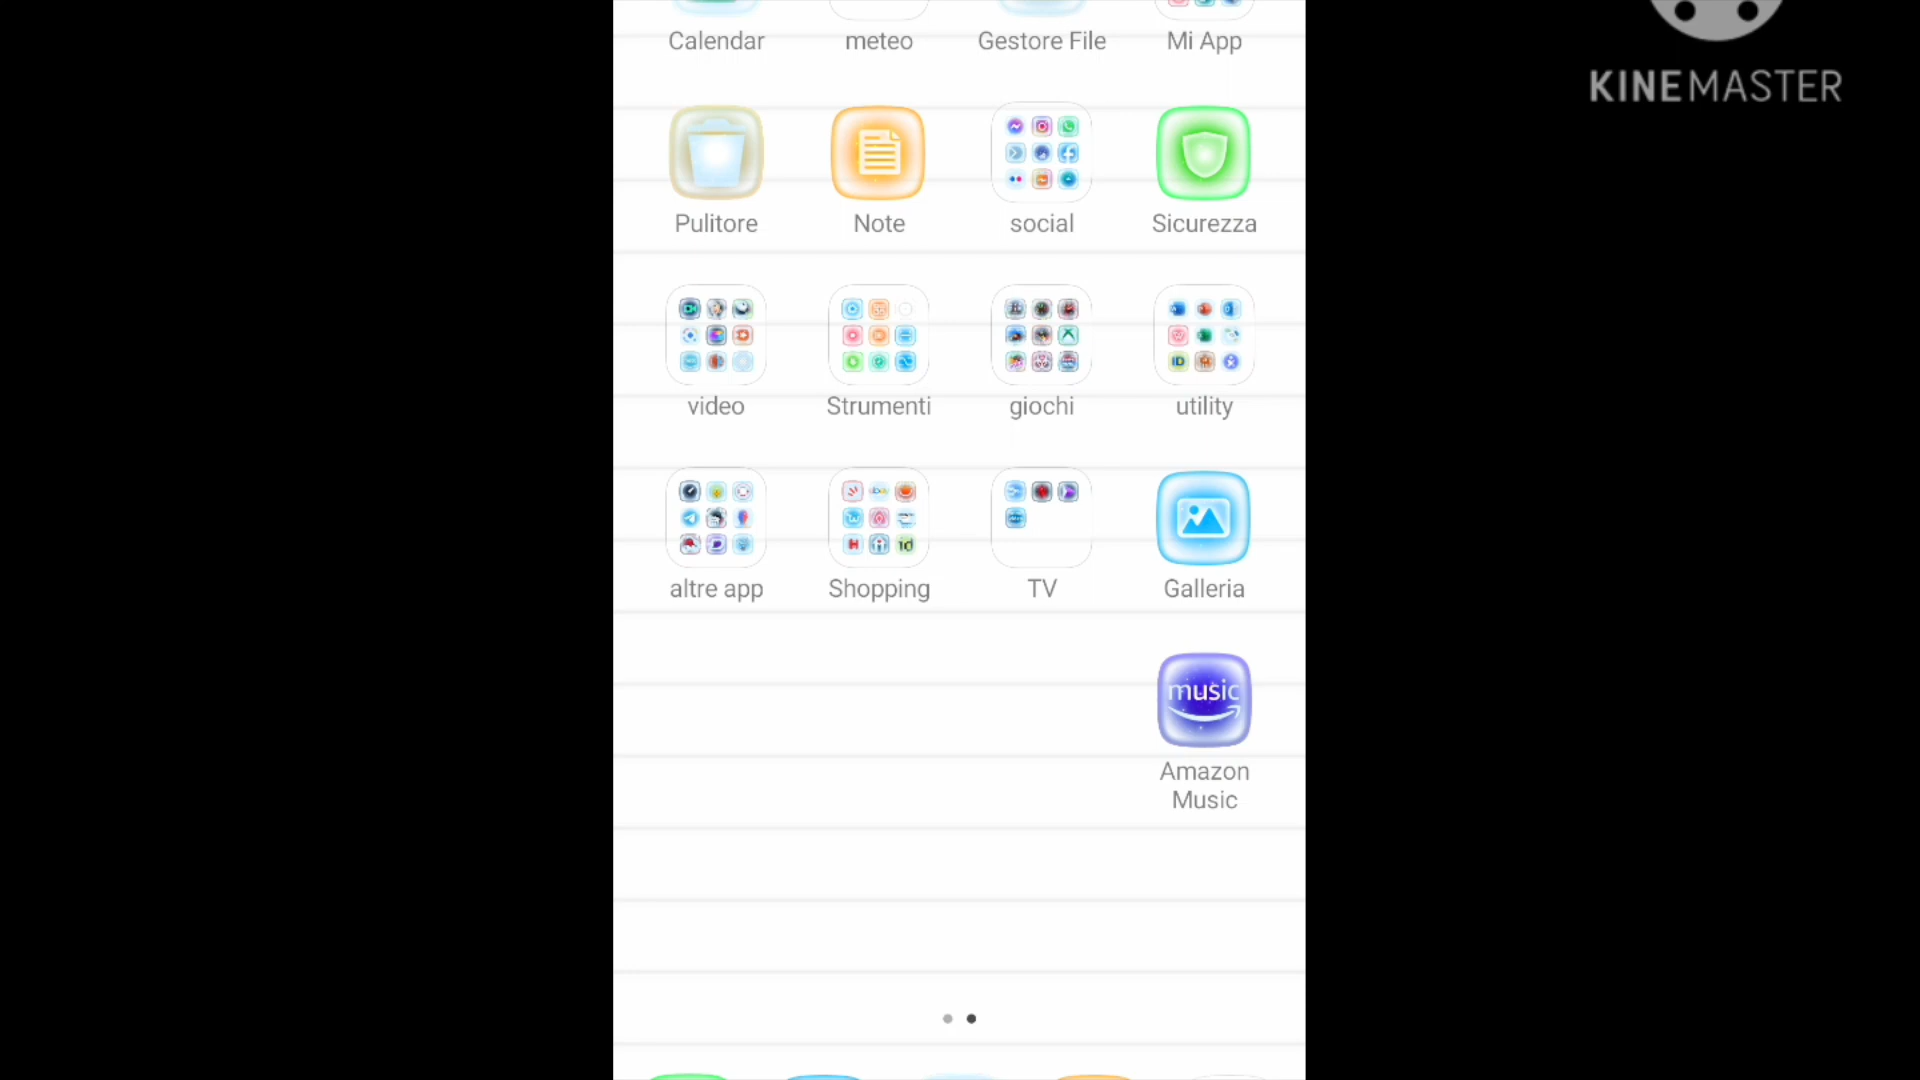 Calendar meteo Gestore File Mi App
KINEMASTER
Pulitore Note social Sicurezza
video Strumenti giochi utility
altre app Shopping TV Galleria
music
Amazon
Music